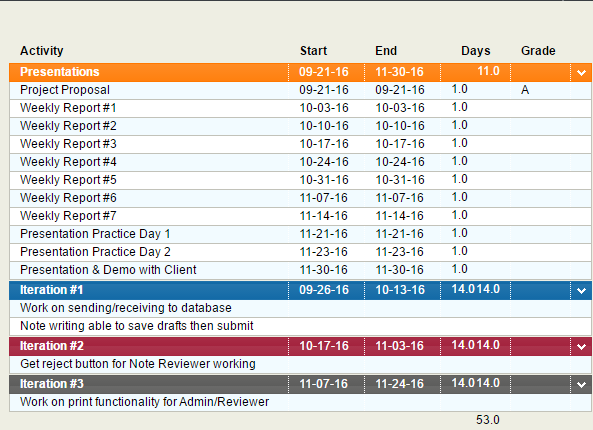 Activity Start End Days Grade
Presentations 09-21-16 11-30-16 11.0
Project Proposal 09-21-16 09-21-16 1.0 A
Weekly Report #1 10-03-16 10-03-16 1.0
Weekly Report #2 10-10-16 10-10-16 1.0
Weekly Report #3 10-17-16 10-17-16 1.0
Weekly Report #4 10-24-16 10-24-16 1.0
Weekly Report #5 10-31-16 10-31-16 1.0
Weekly Report #6 11-07-16 11-07-16 1.0
Weekly Report #7 11-14-16 11-14-16 1.0
Presentation Practice Day 1 11-21-16 11-21-16 1.0
Presentation Practice Day 2 11-23-16 11-23-16 1.0
Presentation & Demo with Client 11-30-16 11-30-16 1.0
Iteration #1 09-26-16 10-13-16 14.0 14.0
Work on sending/receiving to database
Note writing able to save drafts then submit
Iteration #2 10-17-16 11-03-16 14.0 14.0
Get reject button for Note Reviewer working
Iteration #3 11-07-16 11-24-16 14.0 14.0
Work on print functionality for Admin/Reviewer
53.0